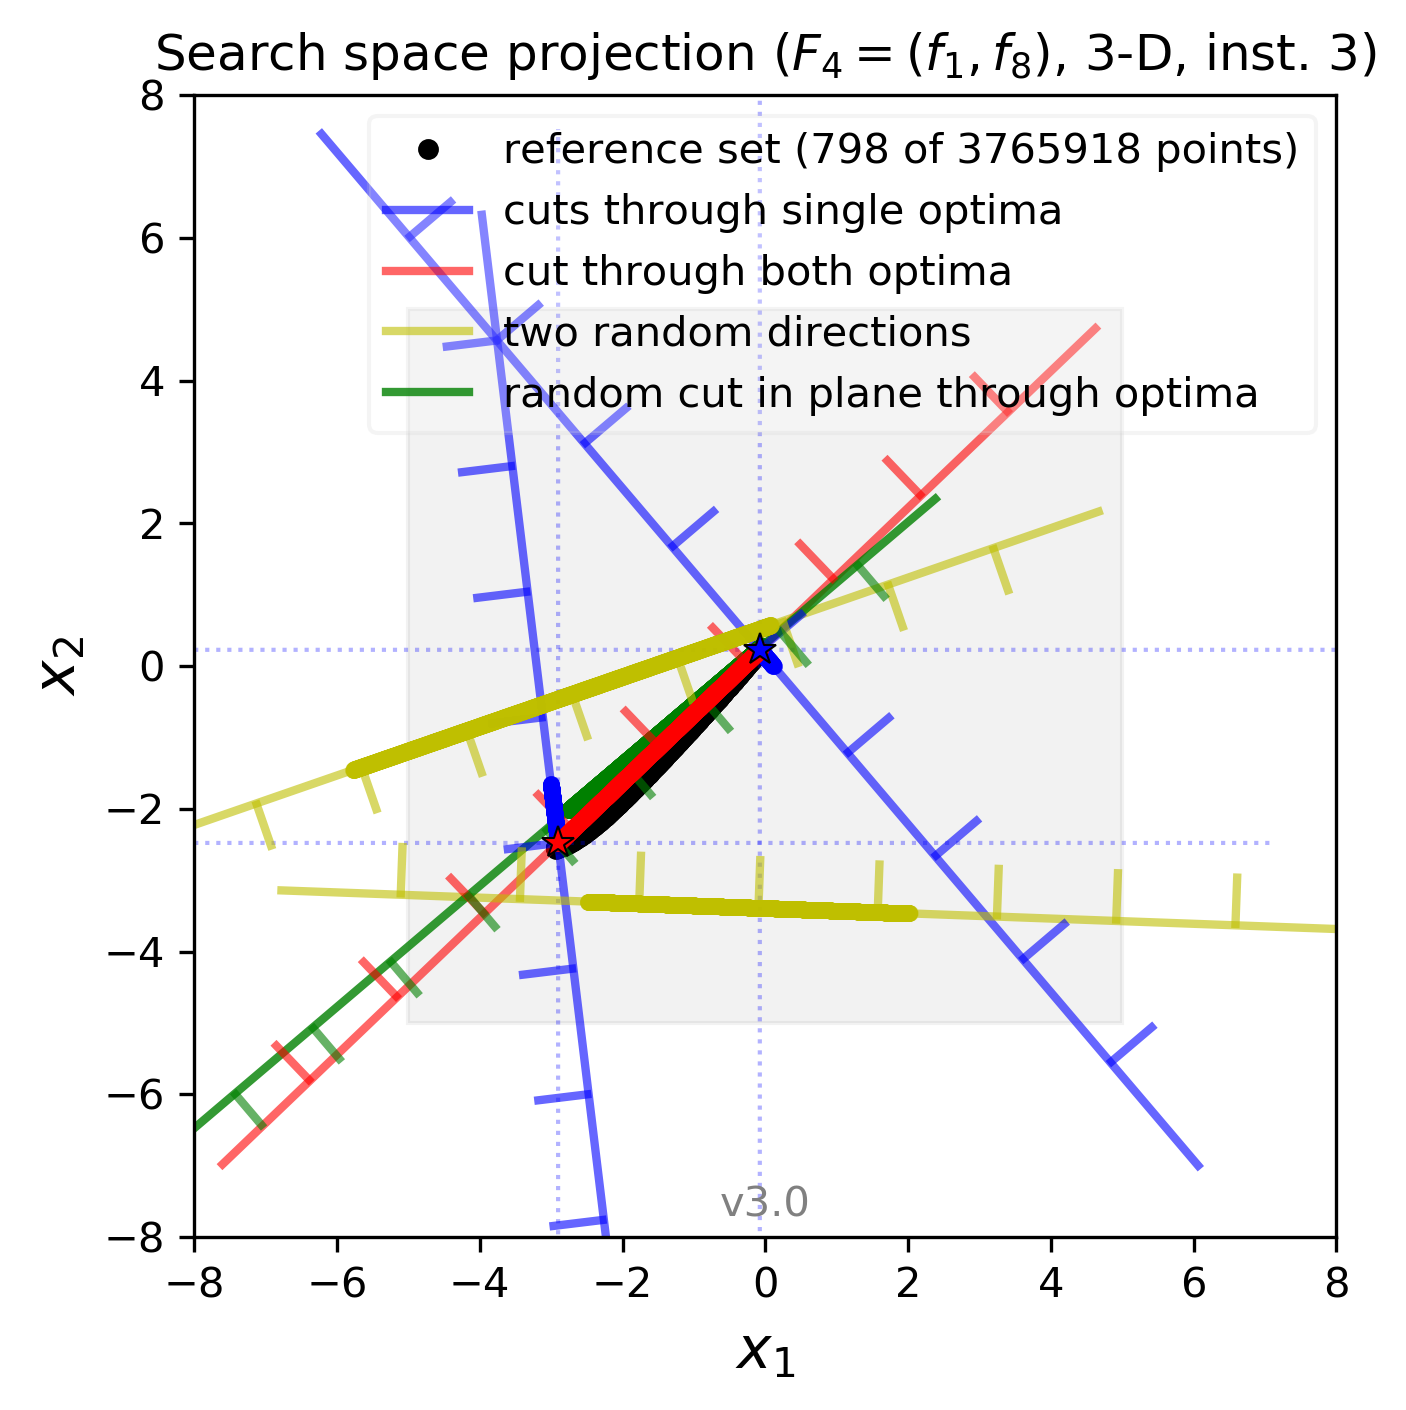 Search space projection (F₄ = (f₁, f₈), 3-D, inst. 3)
8
reference set (798 of 3765918 points)
cuts through single optima
6
cut through both optima
two random directions
4
random cut in plane through optima
2
x₂
0
−2
−4
−6
v3.0
−8
−8 −6 −4 −2 0 2 4 6 8
x₁